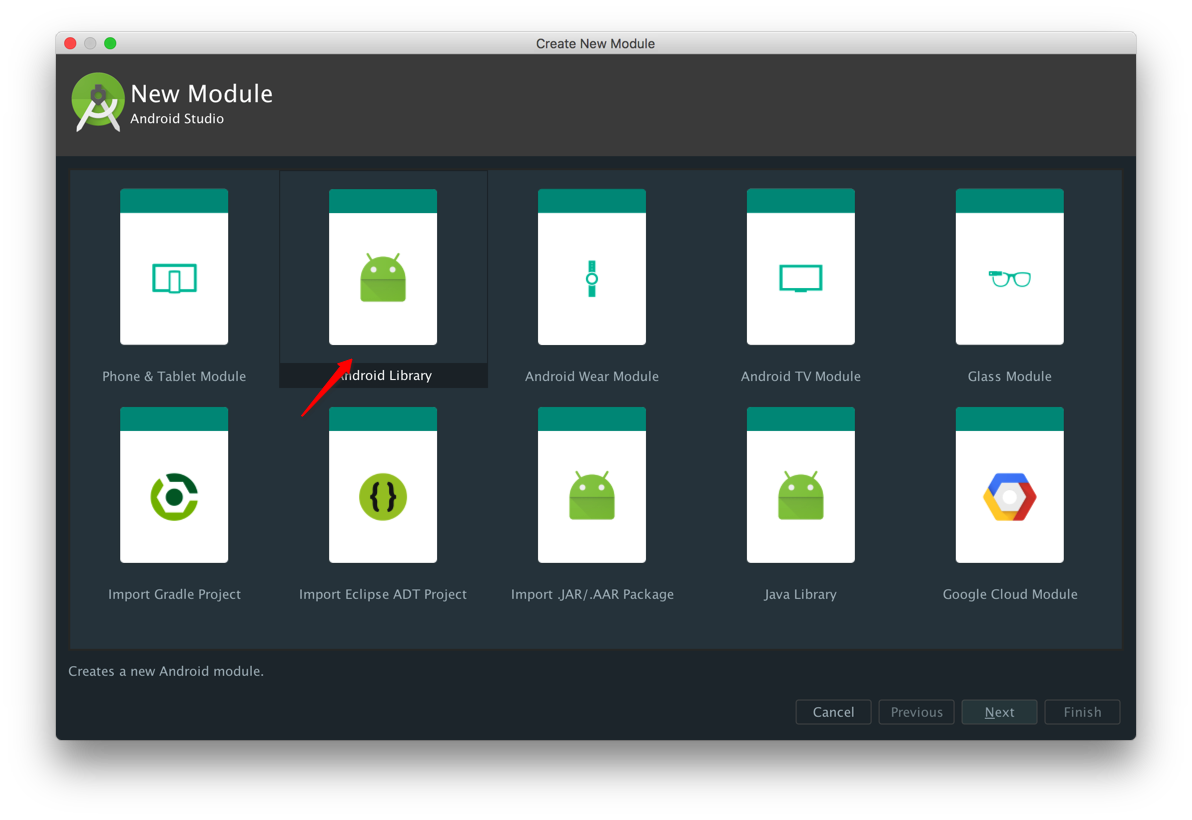 Create New Module
New Module
Android Studio
Phone & Tablet Module
Android Library
Android Wear Module
Android TV Module
Glass Module
Import Gradle Project
Import Eclipse ADT Project
Import .JAR/.AAR Package
Java Library
Google Cloud Module
Creates a new Android module.
Cancel
Previous
Next
Finish